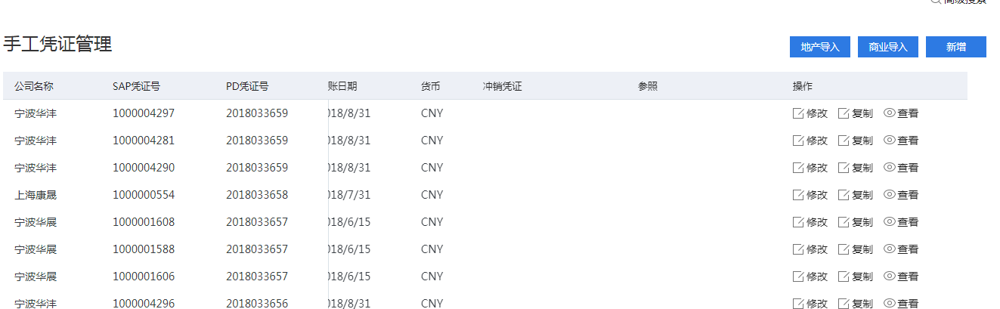 高级搜索
手工凭证管理
地产导入 商业导入 新增
公司名称 SAP凭证号 PD凭证号 账日期 货币 冲销凭证 参照 操作
宁波华沣 1000004297 2018033659 018/8/31 CNY 修改 复制 查看
宁波华沣 1000004281 2018033659 018/8/31 CNY 修改 复制 查看
宁波华沣 1000004290 2018033659 018/8/31 CNY 修改 复制 查看
上海康晟 1000000554 2018033658 018/7/31 CNY 修改 复制 查看
宁波华展 1000001608 2018033657 018/6/15 CNY 修改 复制 查看
宁波华展 1000001588 2018033657 018/6/15 CNY 修改 复制 查看
宁波华展 1000001606 2018033657 018/6/15 CNY 修改 复制 查看
宁波华沣 1000004296 2018033656 018/8/31 CNY 修改 复制 查看